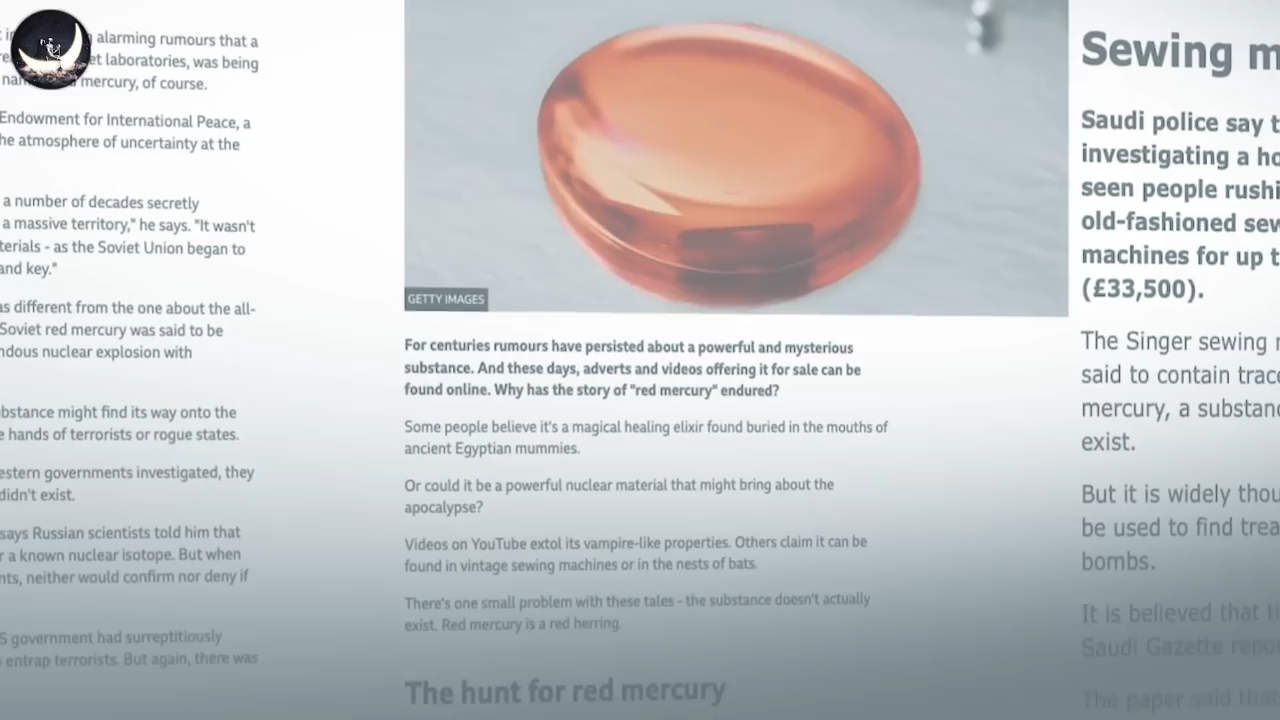 alarming rumours that a
et laboratories, was being
mercury, of course.
Endowment for International Peace, a
he atmosphere of uncertainty at the
a number of decades secretly
a massive territory," he says. "It wasn't
terials - as the Soviet Union began to
and key."
as different from the one about the all-
Soviet red mercury was said to be
ndous nuclear explosion with
ubstance might find its way onto the
e hands of terrorists or rogue states.
estern governments investigated, they
didn't exist.
says Russian scientists told him that
r a known nuclear isotope. But when
nts, neither would confirm nor deny if
S government had surreptitiously
entrap terrorists. But again, there was
GETTY IMAGES
For centuries rumours have persisted about a powerful and mysterious
substance. And these days, adverts and videos offering it for sale can be
found online. Why has the story of "red mercury" endured?
Some people believe it's a magical healing elixir found buried in the mouths of
ancient Egyptian mummies.
Or could it be a powerful nuclear material that might bring about the
apocalypse?
Videos on YouTube extol its vampire-like properties. Others claim it can be
found in vintage sewing machines or in the nests of bats.
There's one small problem with these tales - the substance doesn't actually
exist. Red mercury is a red herring.
The hunt for red mercury
Sewing m
Saudi police say t
investigating a ho
seen people rushi
old-fashioned sew
machines for up t
(£33,500).
The Singer sewing m
said to contain trace
mercury, a substanc
exist.
But it is widely thou
be used to find trea
bombs.
It is believed that t
Saudi Gazette repo
The paper said that